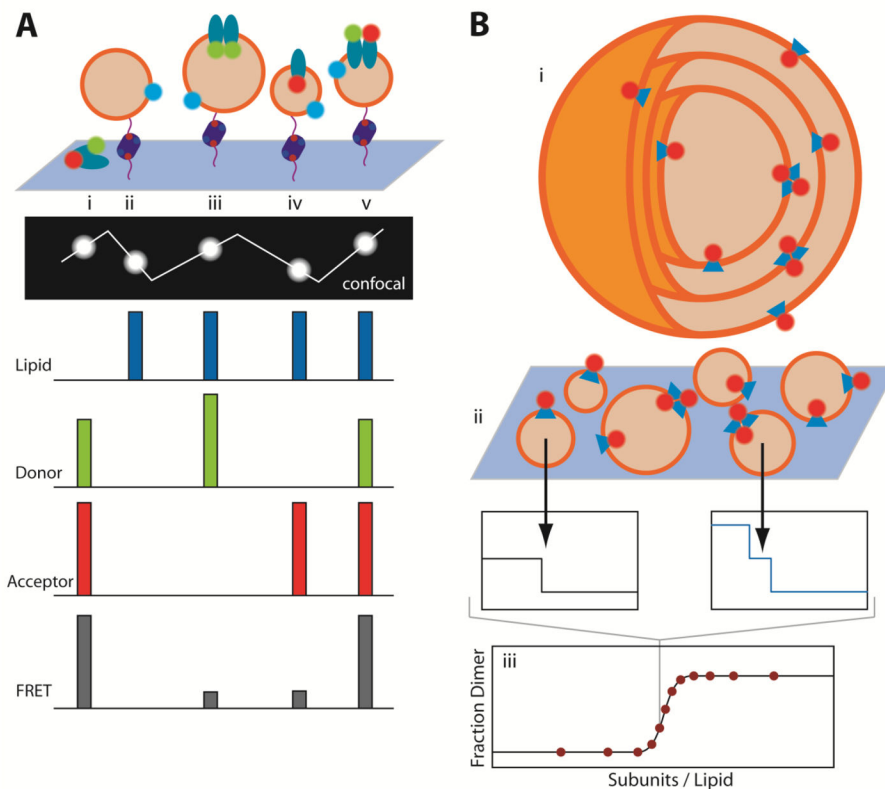 A
i ii iii iv v
confocal
Lipid
Donor
Acceptor
FRET
B
i
ii
iii
Fraction Dimer
Subunits / Lipid